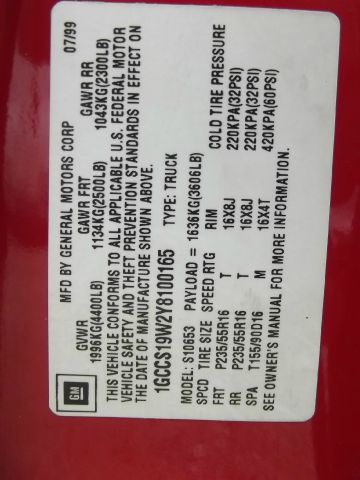 GM
MFD BY GENERAL MOTORS CORP 07/99
GVWR GAWR FRT GAWR RR
1996KG(4400LB) 1134KG(2500LB) 1043KG(2300LB)
THIS VEHICLE CONFORMS TO ALL APPLICABLE U.S. FEDERAL MOTOR
VEHICLE SAFETY AND THEFT PREVENTION STANDARDS IN EFFECT ON
THE DATE OF MANUFACTURE SHOWN ABOVE.
1GCCS19W2Y8100165 TYPE: TRUCK
MODEL: S10653 PAYLOAD = 1636KG(3606LB)
SPCD TIRE SIZE SPEED RTG RIM COLD TIRE PRESSURE
FRT P235/55R16 T 16X8J 220KPA(32PSI)
RR P235/55R16 T 16X8J 220KPA(32PSI)
SPA T155/90D16 M 16X4T 420KPA(60PSI)
SEE OWNER'S MANUAL FOR MORE INFORMATION.